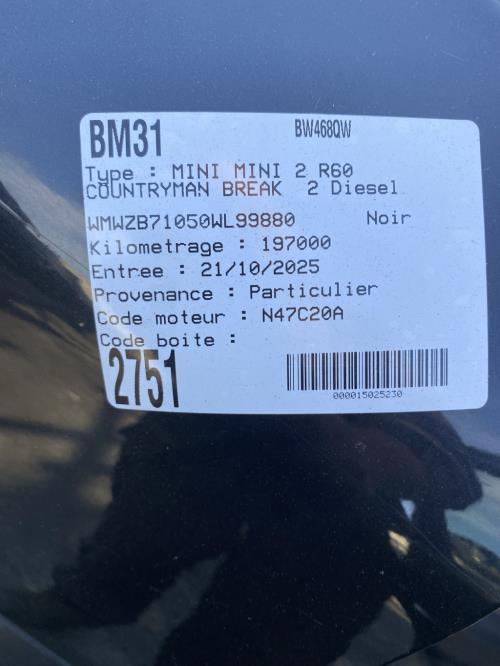 BM31 BW468QW
Type : MINI MINI 2 R60
COUNTRYMAN BREAK 2 Diesel
WMWZB71050WL99880 Noir
Kilometrage : 197000
Entree : 21/10/2025
Provenance : Particulier
Code moteur : N47C20A
Code boite :
2751
000015025230